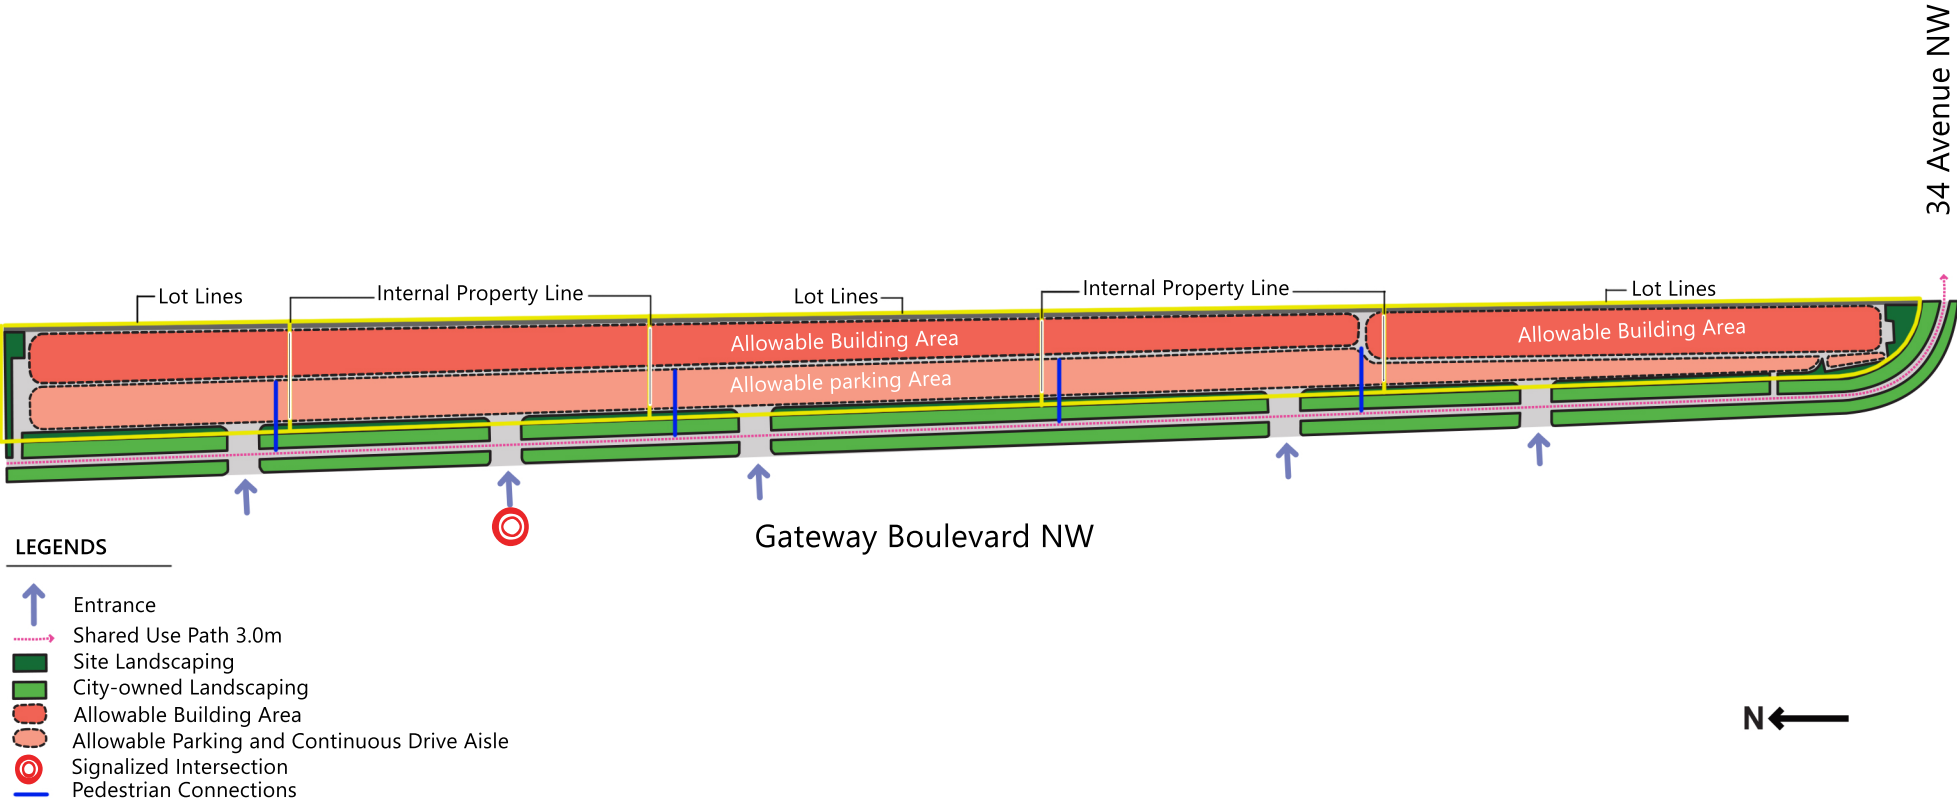 34 Avenue NW
Lot Lines
Internal Property Line
Lot Lines
Internal Property Line
Lot Lines
Allowable Building Area
Allowable Building Area
Allowable parking Area
Gateway Boulevard NW
LEGENDS
Entrance
Shared Use Path 3.0m
Site Landscaping
City-owned Landscaping
Allowable Building Area
Allowable Parking and Continuous Drive Aisle
Signalized Intersection
Pedestrian Connections
N